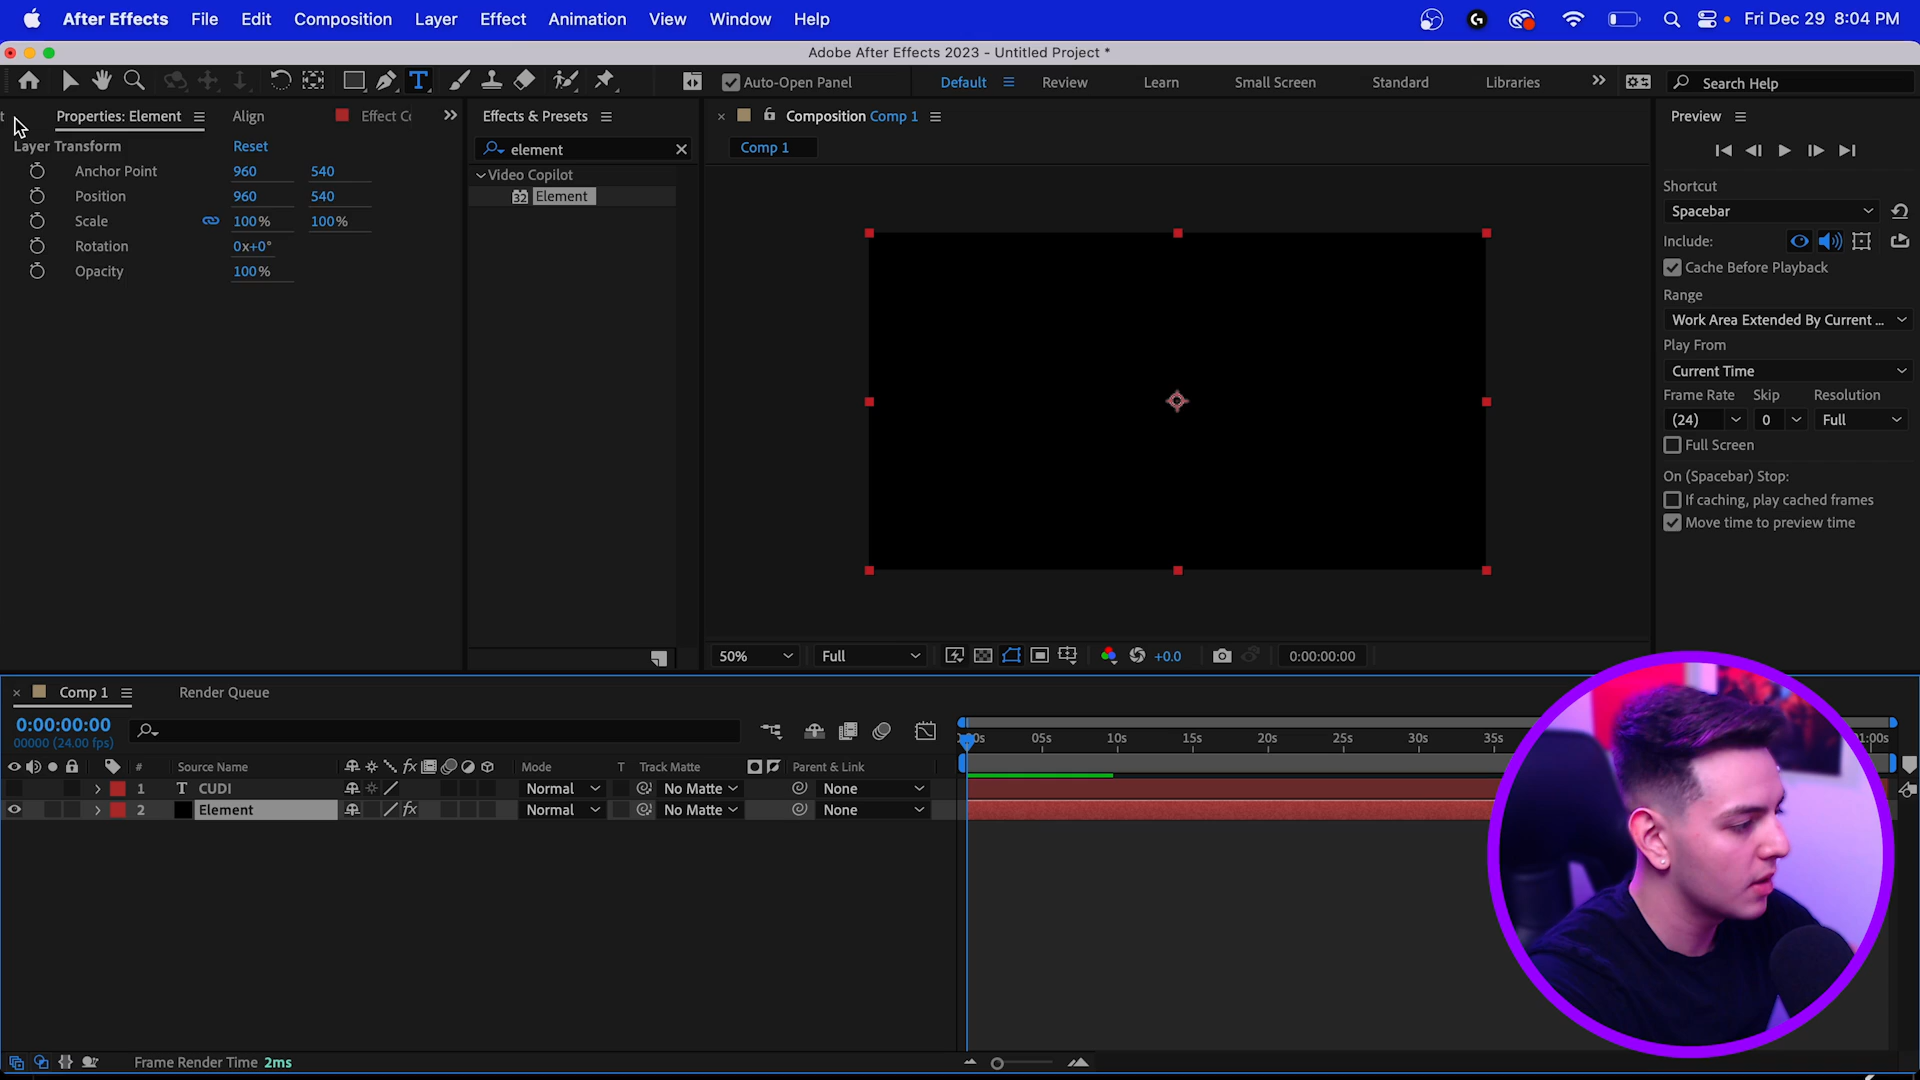 After Effects File Edit Composition Layer Effect Animation View Window Help Fri Dec 29 8:04 PM
Adobe After Effects 2023 - Untitled Project *
Auto-Open Panel Default Review Learn Small Screen Standard Libraries Search Help
Properties: Element Align Effect Cc Effects & Presets Composition Comp 1 Preview
Layer Transform Reset element Comp 1
Anchor Point 960 540 Video Copilot
Position 960 540 32 Element
Scale 100% 100%
Rotation 0x+0°
Opacity 100%
Shortcut
Spacebar
Include:
Cache Before Playback
Range
Work Area Extended By Current ...
Play From
Current Time
Frame Rate Skip Resolution
(24) 0 Full
Full Screen
On (Spacebar) Stop:
If caching, play cached frames
Move time to preview time
50% Full +0.0 0:00:00:00
Comp 1 Render Queue
0:00:00:00
00000 (24.00 fps)
05s 10s 15s 20s 25s 30s 35s
# Source Name fx Mode T Track Matte Parent & Link
1 T CUDI Normal No Matte None
2 Element fx Normal No Matte None
Frame Render Time 2ms